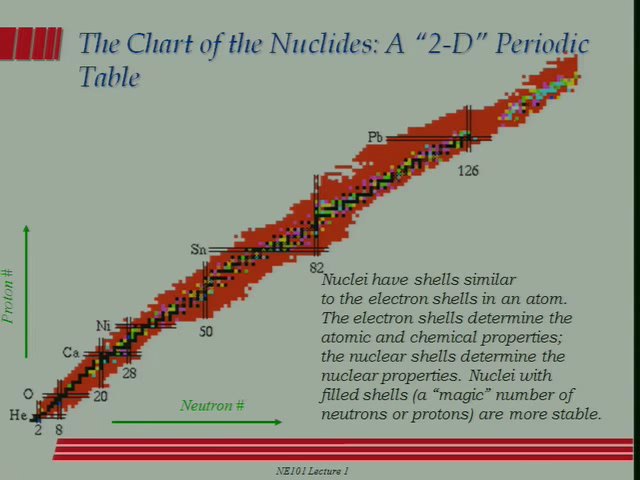 The Chart of the Nuclides: A “2-D” Periodic
Table
Pb
126
Sn
82
Proton #
Ni
50
Ca
28
O
20
He
2 8
Neutron #
Nuclei have shells similar
to the electron shells in an atom.
The electron shells determine the
atomic and chemical properties;
the nuclear shells determine the
nuclear properties. Nuclei with
filled shells (a “magic” number of
neutrons or protons) are more stable.
NE101 Lecture 1